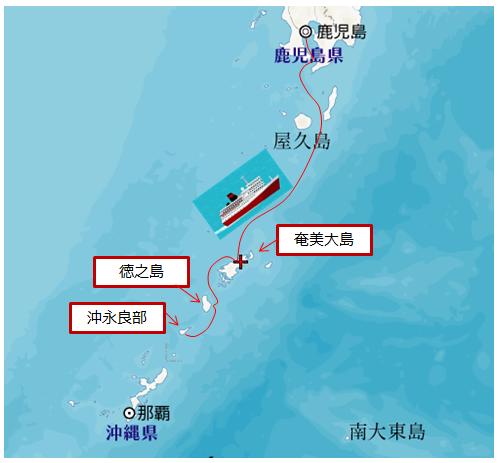 鹿児島
鹿児島県
屋久島
奄美大島
徳之島
沖永良部
那覇
沖縄県
南大東島